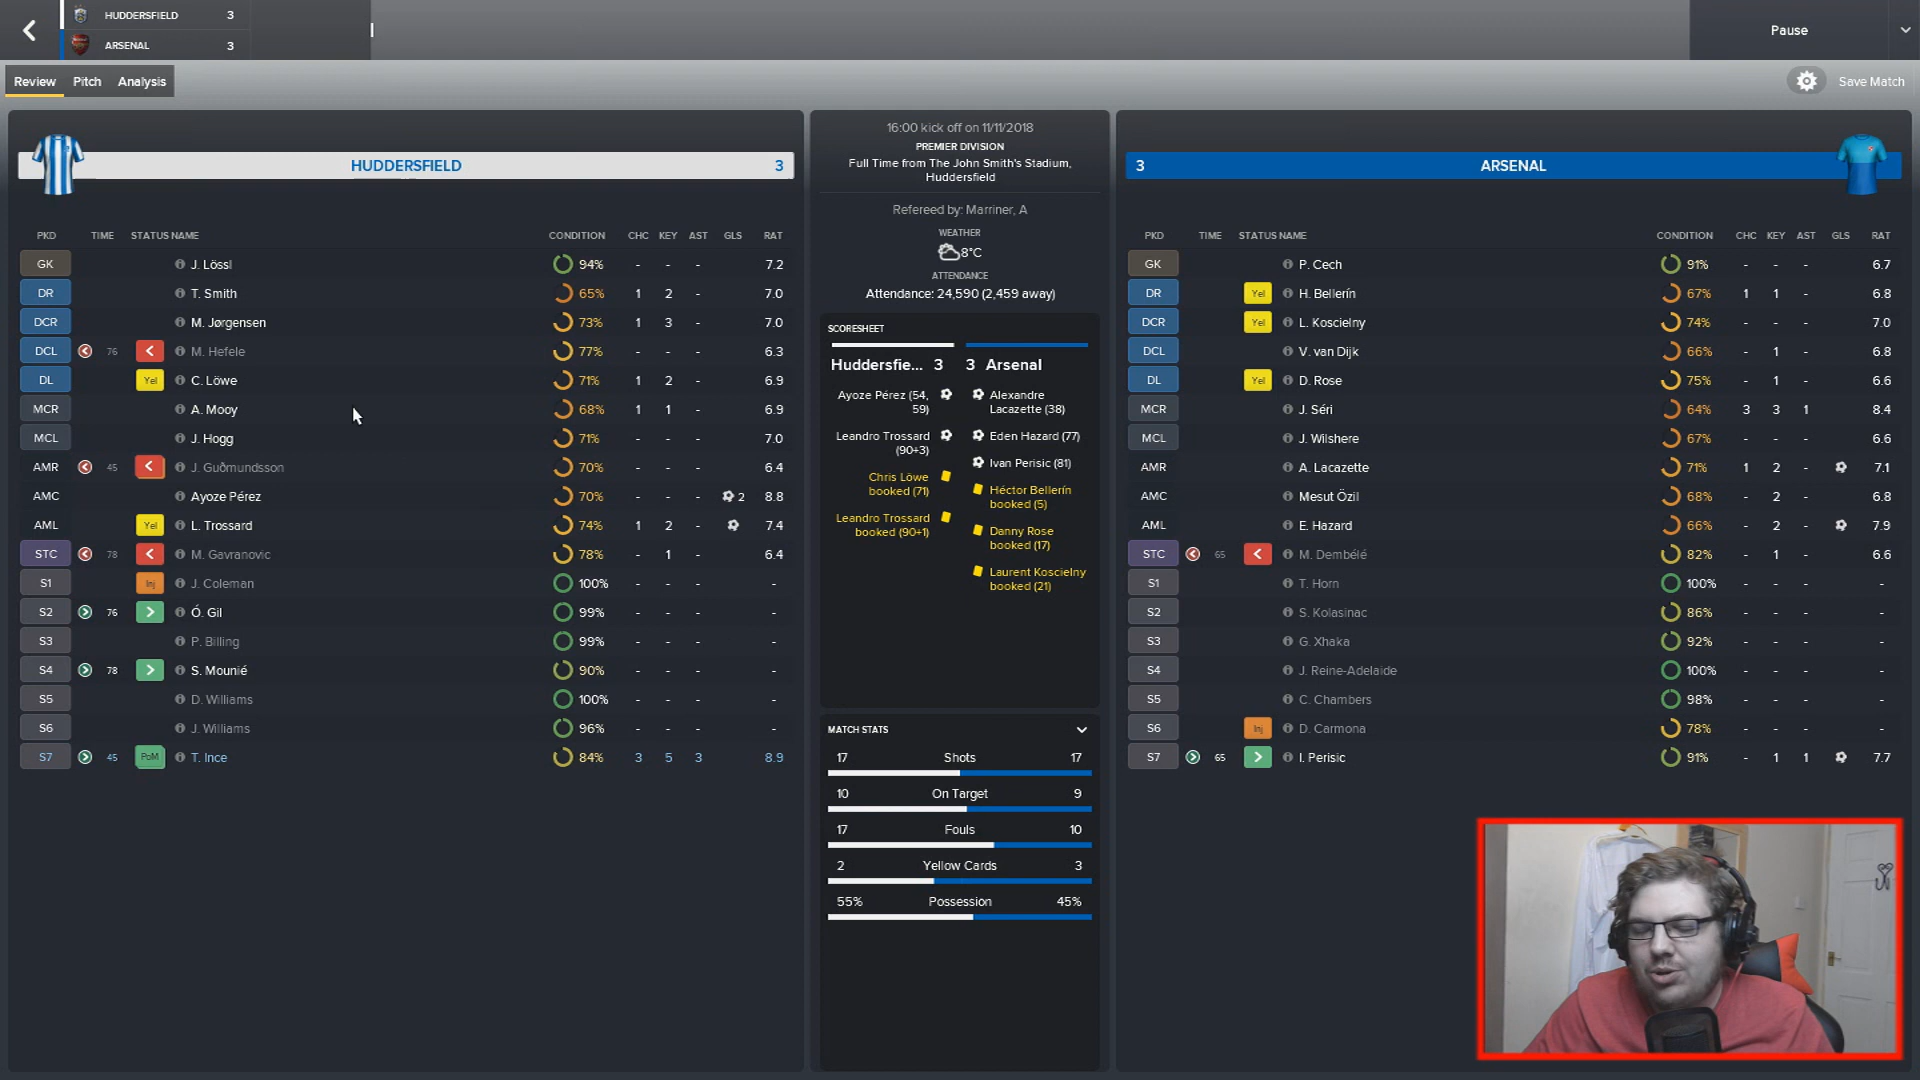 HUDDERSFIELD 3
ARSENAL 3
Pause
Review Pitch Analysis
Save Match
HUDDERSFIELD 3
PKD TIME STATUS NAME CONDITION CHC KEY AST GLS RAT
GK J. Lössl 94% - - - 7.2
DR T. Smith 65% 1 2 - 7.0
DCR M. Jørgensen 73% 1 3 - 7.0
DCL 76 M. Hefele 77% - - - 6.3
DL Yel C. Löwe 71% 1 2 - 6.9
MCR A. Mooy 68% 1 1 - 6.9
MCL J. Hogg 71% - - - 7.0
AMR 45 J. Guðmundsson 70% - - - 6.4
AMC Ayoze Pérez 70% - - - 2 8.8
AML Yel L. Trossard 74% 1 2 - 7.4
STC 78 M. Gavranovic 78% - 1 - 6.4
S1 Inj J. Coleman 100% - - - -
S2 76 Ó. Gil 99% - - - -
S3 P. Billing 99% - - - -
S4 78 S. Mounié 90% - - - -
S5 D. Williams 100% - - - -
S6 J. Williams 96% - - - -
S7 45 PoM T. Ince 84% 3 5 3 8.9
16:00 kick off on 11/11/2018
PREMIER DIVISION
Full Time from The John Smith's Stadium,
Huddersfield
Refereed by: Marriner, A
WEATHER
8°C
ATTENDANCE
Attendance: 24,590 (2,459 away)
SCORESHEET
Huddersfie... 3 3 Arsenal
Ayoze Pérez (54,
59)
Leandro Trossard
(90+3)
Chris Löwe
booked (71)
Leandro Trossard
booked (90+1)
Alexandre
Lacazette (38)
Eden Hazard (77)
Ivan Perisic (81)
Héctor Bellerín
booked (5)
Danny Rose
booked (17)
Laurent Koscielny
booked (21)
MATCH STATS
17 Shots 17
10 On Target 9
17 Fouls 10
2 Yellow Cards 3
55% Possession 45%
3 ARSENAL
PKD TIME STATUS NAME CONDITION CHC KEY AST GLS RAT
GK P. Cech 91% - - - 6.7
DR Yel H. Bellerín 67% 1 1 - 6.8
DCR Yel L. Koscielny 74% - - - 7.0
DCL V. van Dijk 66% - 1 - 6.8
DL Yel D. Rose 75% - 1 - 6.6
MCR J. Séri 64% 3 3 1 8.4
MCL J. Wilshere 67% - - - 6.6
AMR A. Lacazette 71% 1 2 - 7.1
AMC Mesut Özil 68% - 2 - 6.8
AML E. Hazard 66% - 2 - 7.9
STC 65 M. Dembélé 82% - 1 - 6.6
S1 T. Horn 100% - - - -
S2 S. Kolasinac 86% - - - -
S3 G. Xhaka 92% - - - -
S4 J. Reine-Adelaide 100% - - - -
S5 C. Chambers 98% - - - -
S6 Inj D. Carmona 78% - - - -
S7 65 I. Perisic 91% - 1 1 7.7